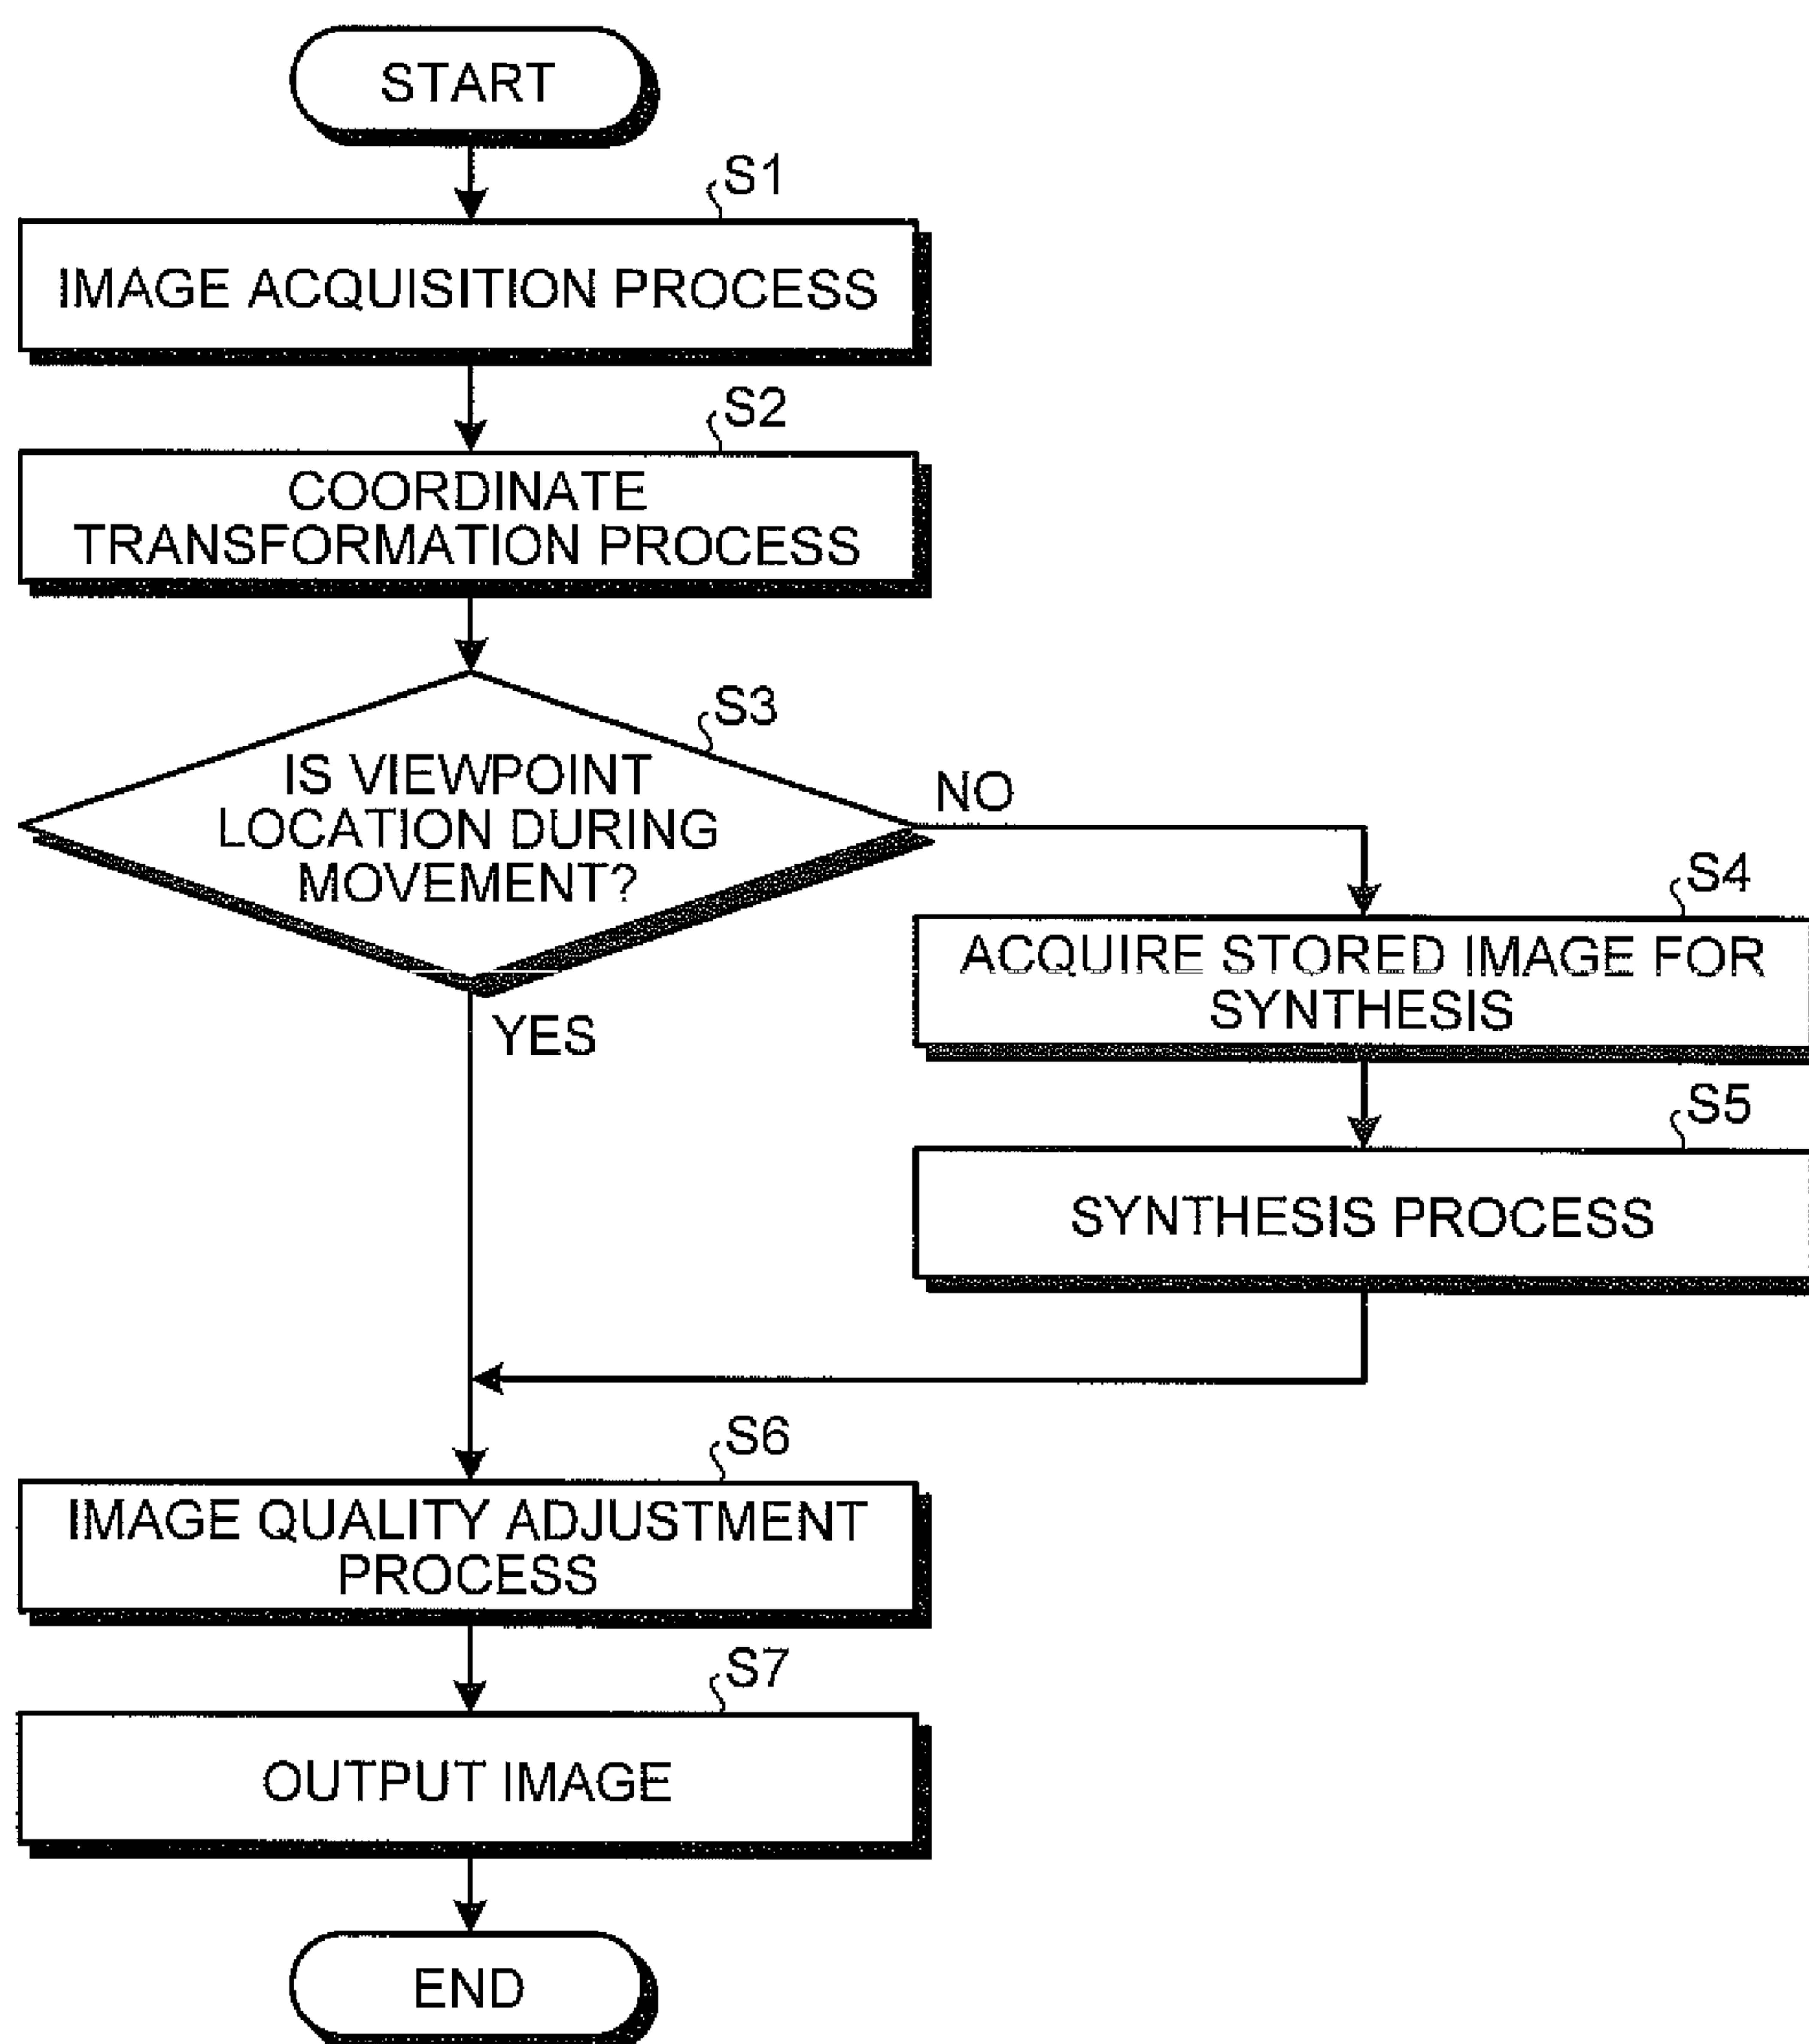 START
S1
IMAGE ACQUISITION PROCESS
S2
COORDINATE
TRANSFORMATION PROCESS
S3
IS VIEWPOINT
LOCATION DURING
MOVEMENT?
NO
YES
S4
ACQUIRE STORED IMAGE FOR
SYNTHESIS
S5
SYNTHESIS PROCESS
S6
IMAGE QUALITY ADJUSTMENT
PROCESS
S7
OUTPUT IMAGE
END